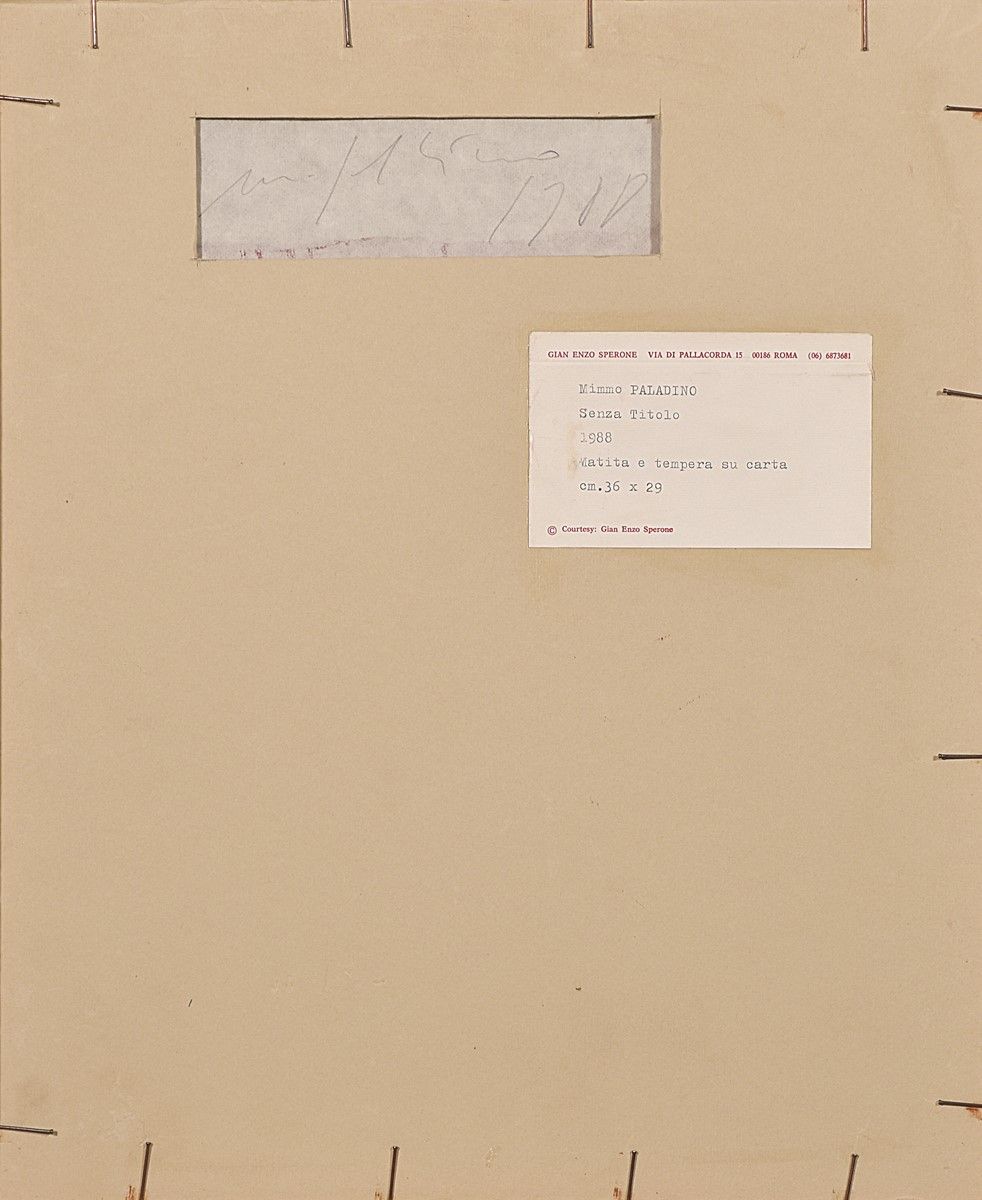 1988
GIAN ENZO SPERONE VIA DI PALLACORDA 15 00186 ROMA (06) 6873681
Mimmo PALADINO
Senza Titolo
1988
Matita e tempera su carta
cm.36 x 29
© Courtesy: Gian Enzo Sperone